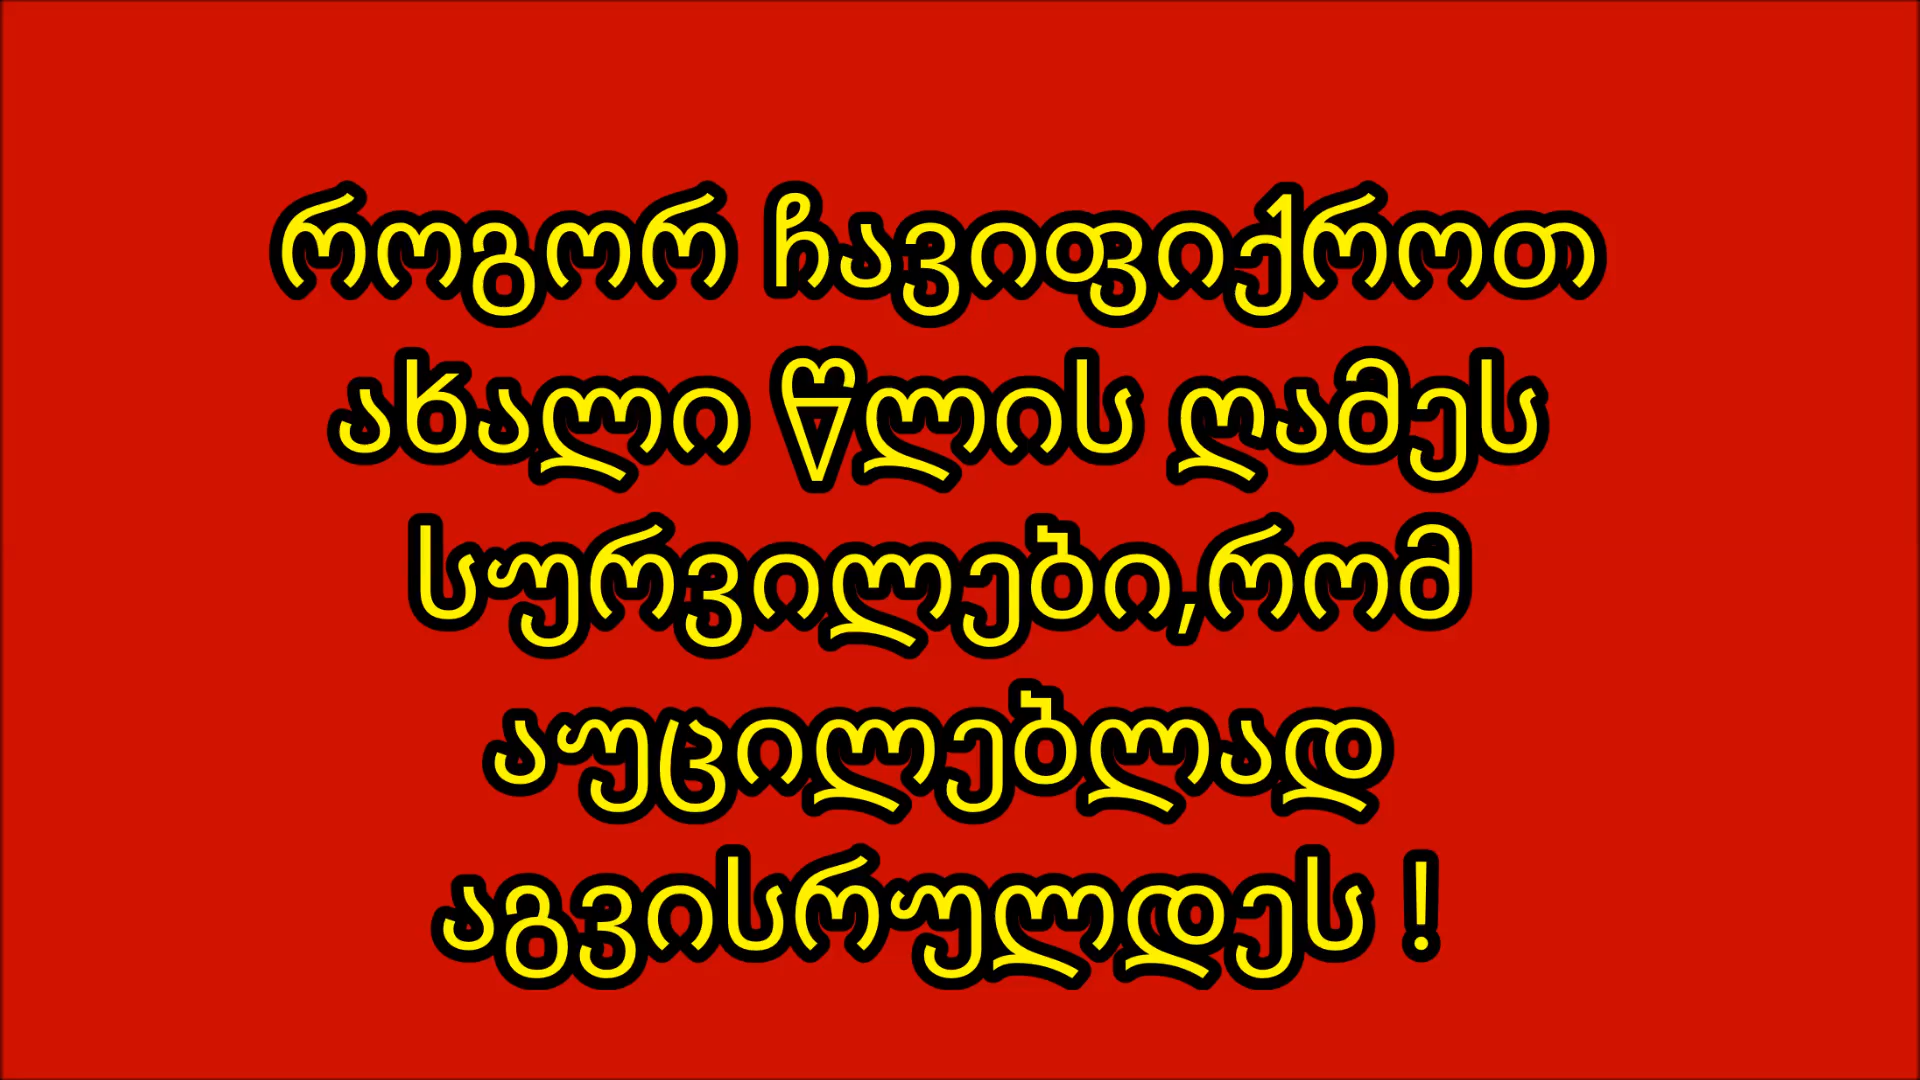 როგორ ჩავიფიქროთ
ახალი წლის ღამეს
სურვილები,რომ
აუცილებლად
აგვისრულდეს !